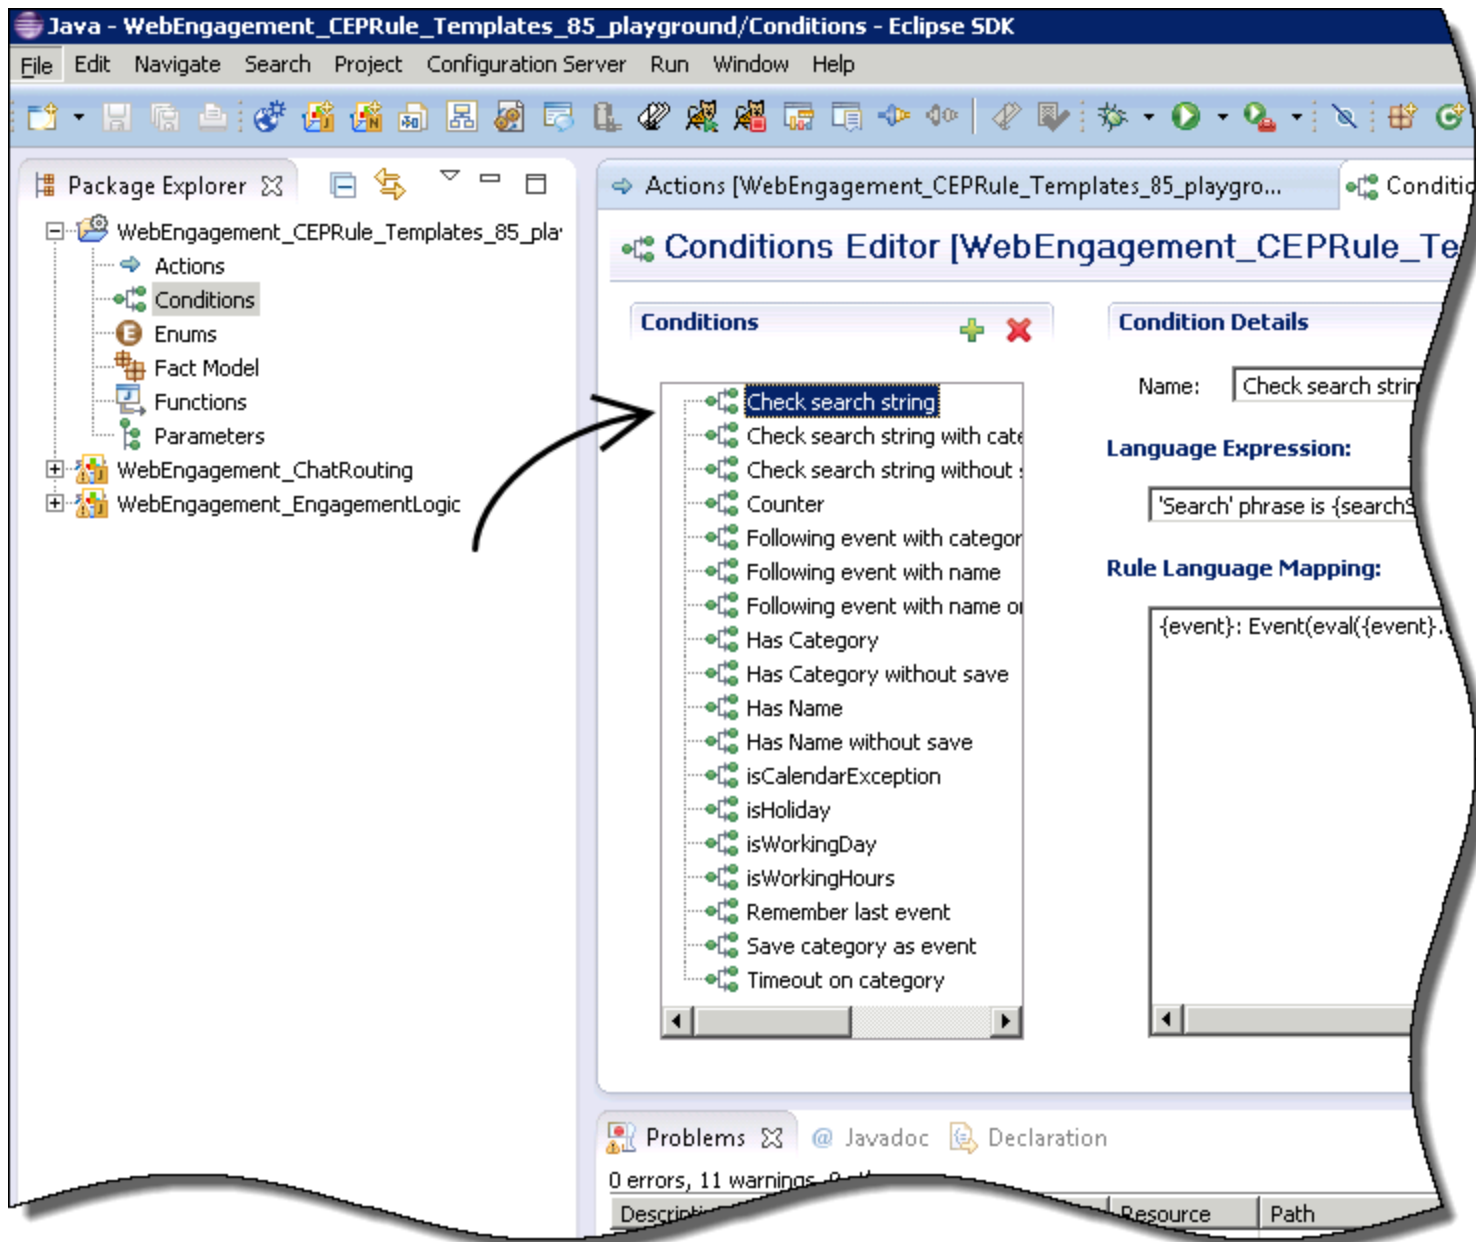 Java - WebEngagement_CEPRule_Templates_85_playground/Conditions - Eclipse SDK
File Edit Navigate Search Project Configuration Server Run Window Help
Package Explorer
WebEngagement_CEPRule_Templates_85_pla
Actions
Conditions
Enums
Fact Model
Functions
Parameters
WebEngagement_ChatRouting
WebEngagement_EngagementLogic
Actions [WebEngagement_CEPRule_Templates_85_playgro...
Conditio
Conditions Editor [WebEngagement_CEPRule_Te
Conditions
Check search string
Check search string with cate
Check search string without
Counter
Following event with categor
Following event with name
Following event with name or
Has Category
Has Category without save
Has Name
Has Name without save
isCalendarException
isHoliday
isWorkingDay
isWorkingHours
Remember last event
Save category as event
Timeout on category
Condition Details
Name: Check search strin
Language Expression:
'Search' phrase is {searchS
Rule Language Mapping:
{event}: Event(eval({event}.
Problems @ Javadoc Declaration
0 errors, 11 warnings, 0
Descripti Resource Path